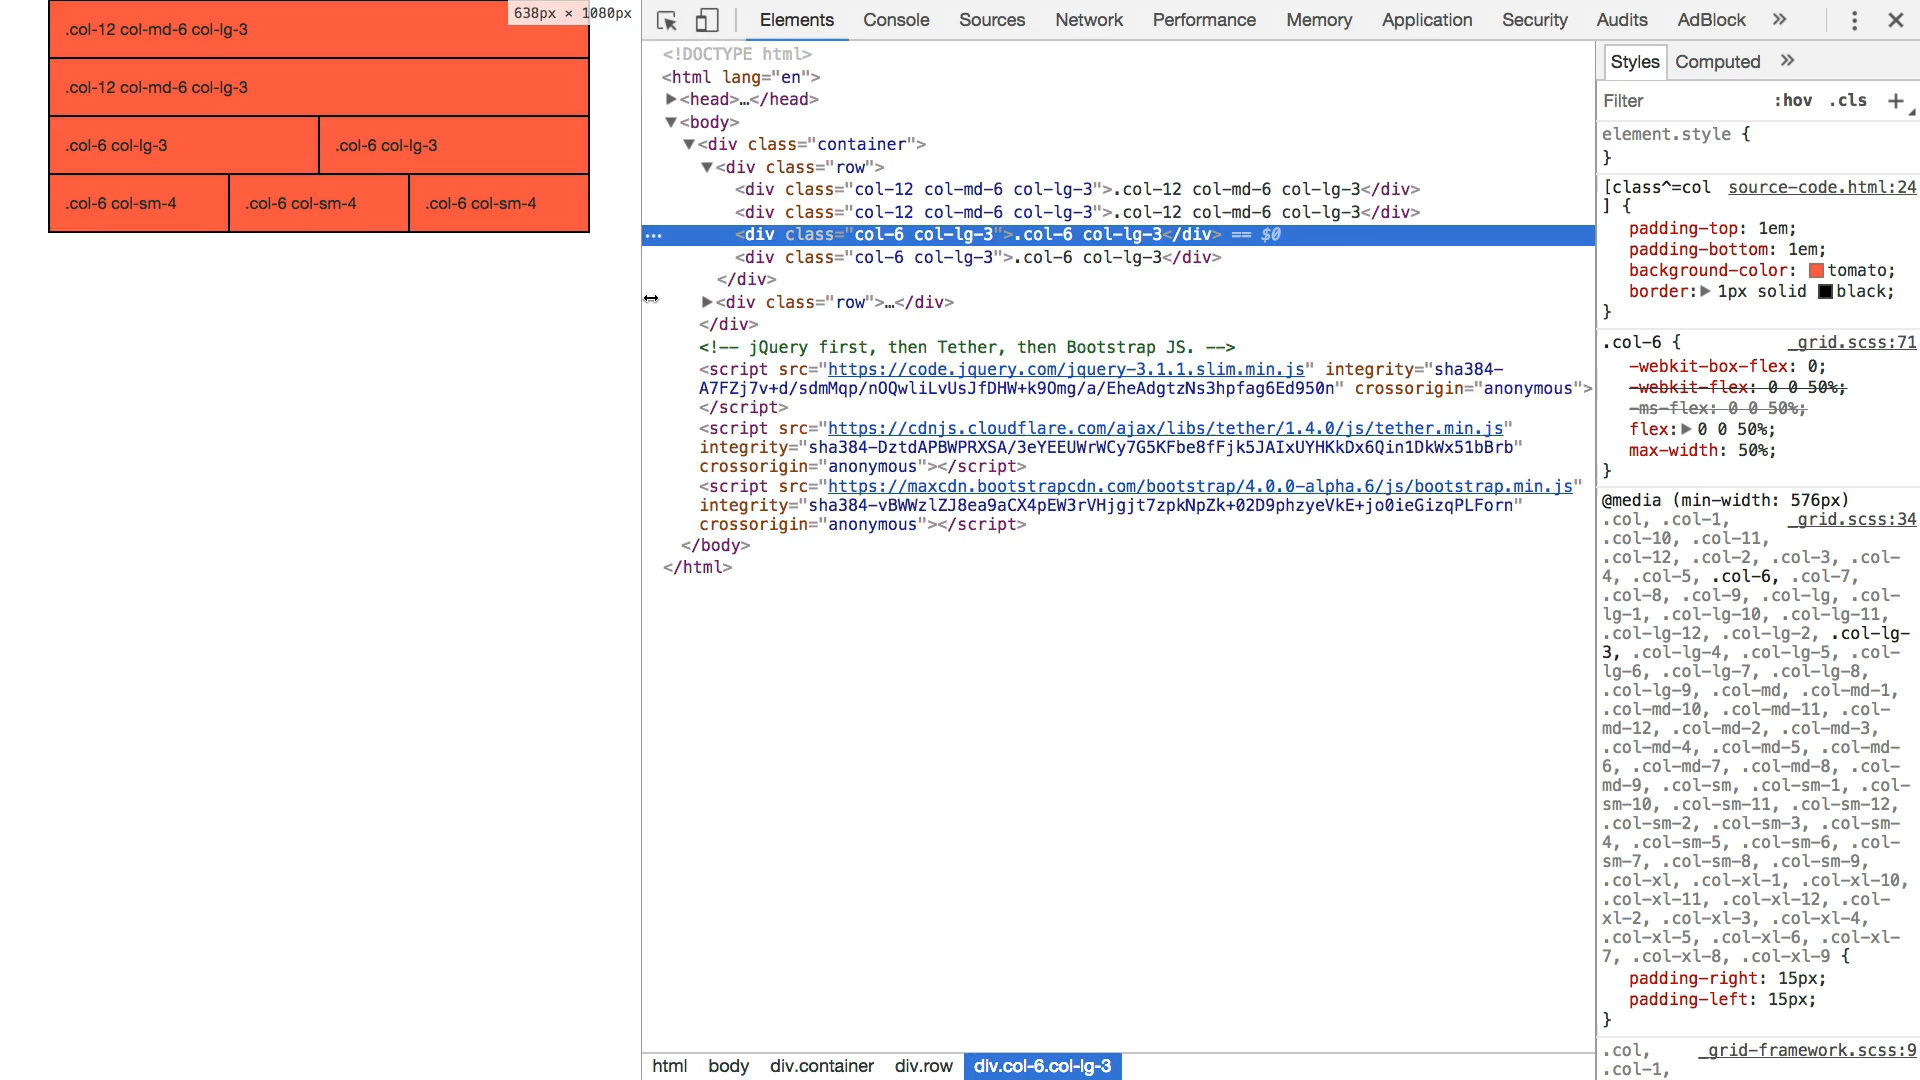 .col-12 col-md-6 col-lg-3
638px × 1080px
.col-12 col-md-6 col-lg-3
.col-6 col-lg-3
.col-6 col-lg-3
.col-6 col-sm-4
.col-6 col-sm-4
.col-6 col-sm-4
Elements Console Sources Network Performance Memory Application Security Audits AdBlock »
<!DOCTYPE html>
<html lang="en">
▶<head>…</head>
▼<body>
▼<div class="container">
▼<div class="row">
<div class="col-12 col-md-6 col-lg-3">.col-12 col-md-6 col-lg-3</div>
<div class="col-12 col-md-6 col-lg-3">.col-12 col-md-6 col-lg-3</div>
… <div class="col-6 col-lg-3">.col-6 col-lg-3</div> == $0
<div class="col-6 col-lg-3">.col-6 col-lg-3</div>
</div>
▶<div class="row">…</div>
</div>
<!-- jQuery first, then Tether, then Bootstrap JS. -->
<script src="https://code.jquery.com/jquery-3.1.1.slim.min.js" integrity="sha384-
A7FZj7v+d/sdmMqp/nOQwliLvUsJfDHW+k9Omg/a/EheAdgtzNs3hpfag6Ed950n" crossorigin="anonymous">
</script>
<script src="https://cdnjs.cloudflare.com/ajax/libs/tether/1.4.0/js/tether.min.js"
integrity="sha384-DztdAPBWPRXSA/3eYEEUWrWCy7G5KFbe8fFjk5JAIxUYHKkDx6Qin1DkWx51bBrb"
crossorigin="anonymous"></script>
<script src="https://maxcdn.bootstrapcdn.com/bootstrap/4.0.0-alpha.6/js/bootstrap.min.js"
integrity="sha384-vBWWzlZJ8ea9aCX4pEW3rVHjgjt7zpkNpZk+02D9phzyeVkE+jo0ieGizqPLForn"
crossorigin="anonymous"></script>
</body>
</html>
html body div.container div.row div.col-6.col-lg-3
Styles Computed »
Filter :hov .cls +
element.style {
}
[class^=col source-code.html:24
] {
padding-top: 1em;
padding-bottom: 1em;
background-color: tomato;
border:▶ 1px solid black;
}
.col-6 { _grid.scss:71
-webkit-box-flex: 0;
-webkit-flex: 0 0 50%;
-ms-flex: 0 0 50%;
flex:▶ 0 0 50%;
max-width: 50%;
}
@media (min-width: 576px)
.col, .col-1, _grid.scss:34
.col-10, .col-11,
.col-12, .col-2, .col-3, .col-
4, .col-5, .col-6, .col-7,
.col-8, .col-9, .col-lg, .col-
lg-1, .col-lg-10, .col-lg-11,
.col-lg-12, .col-lg-2, .col-lg-
3, .col-lg-4, .col-lg-5, .col-
lg-6, .col-lg-7, .col-lg-8,
.col-lg-9, .col-md, .col-md-1,
.col-md-10, .col-md-11, .col-
md-12, .col-md-2, .col-md-3,
.col-md-4, .col-md-5, .col-md-
6, .col-md-7, .col-md-8, .col-
md-9, .col-sm, .col-sm-1, .col-
sm-10, .col-sm-11, .col-sm-12,
.col-sm-2, .col-sm-3, .col-sm-
4, .col-sm-5, .col-sm-6, .col-
sm-7, .col-sm-8, .col-sm-9,
.col-xl, .col-xl-1, .col-xl-10,
.col-xl-11, .col-xl-12, .col-
xl-2, .col-xl-3, .col-xl-4,
.col-xl-5, .col-xl-6, .col-xl-
7, .col-xl-8, .col-xl-9 {
padding-right: 15px;
padding-left: 15px;
}
.col, _grid-framework.scss:9
.col-1,